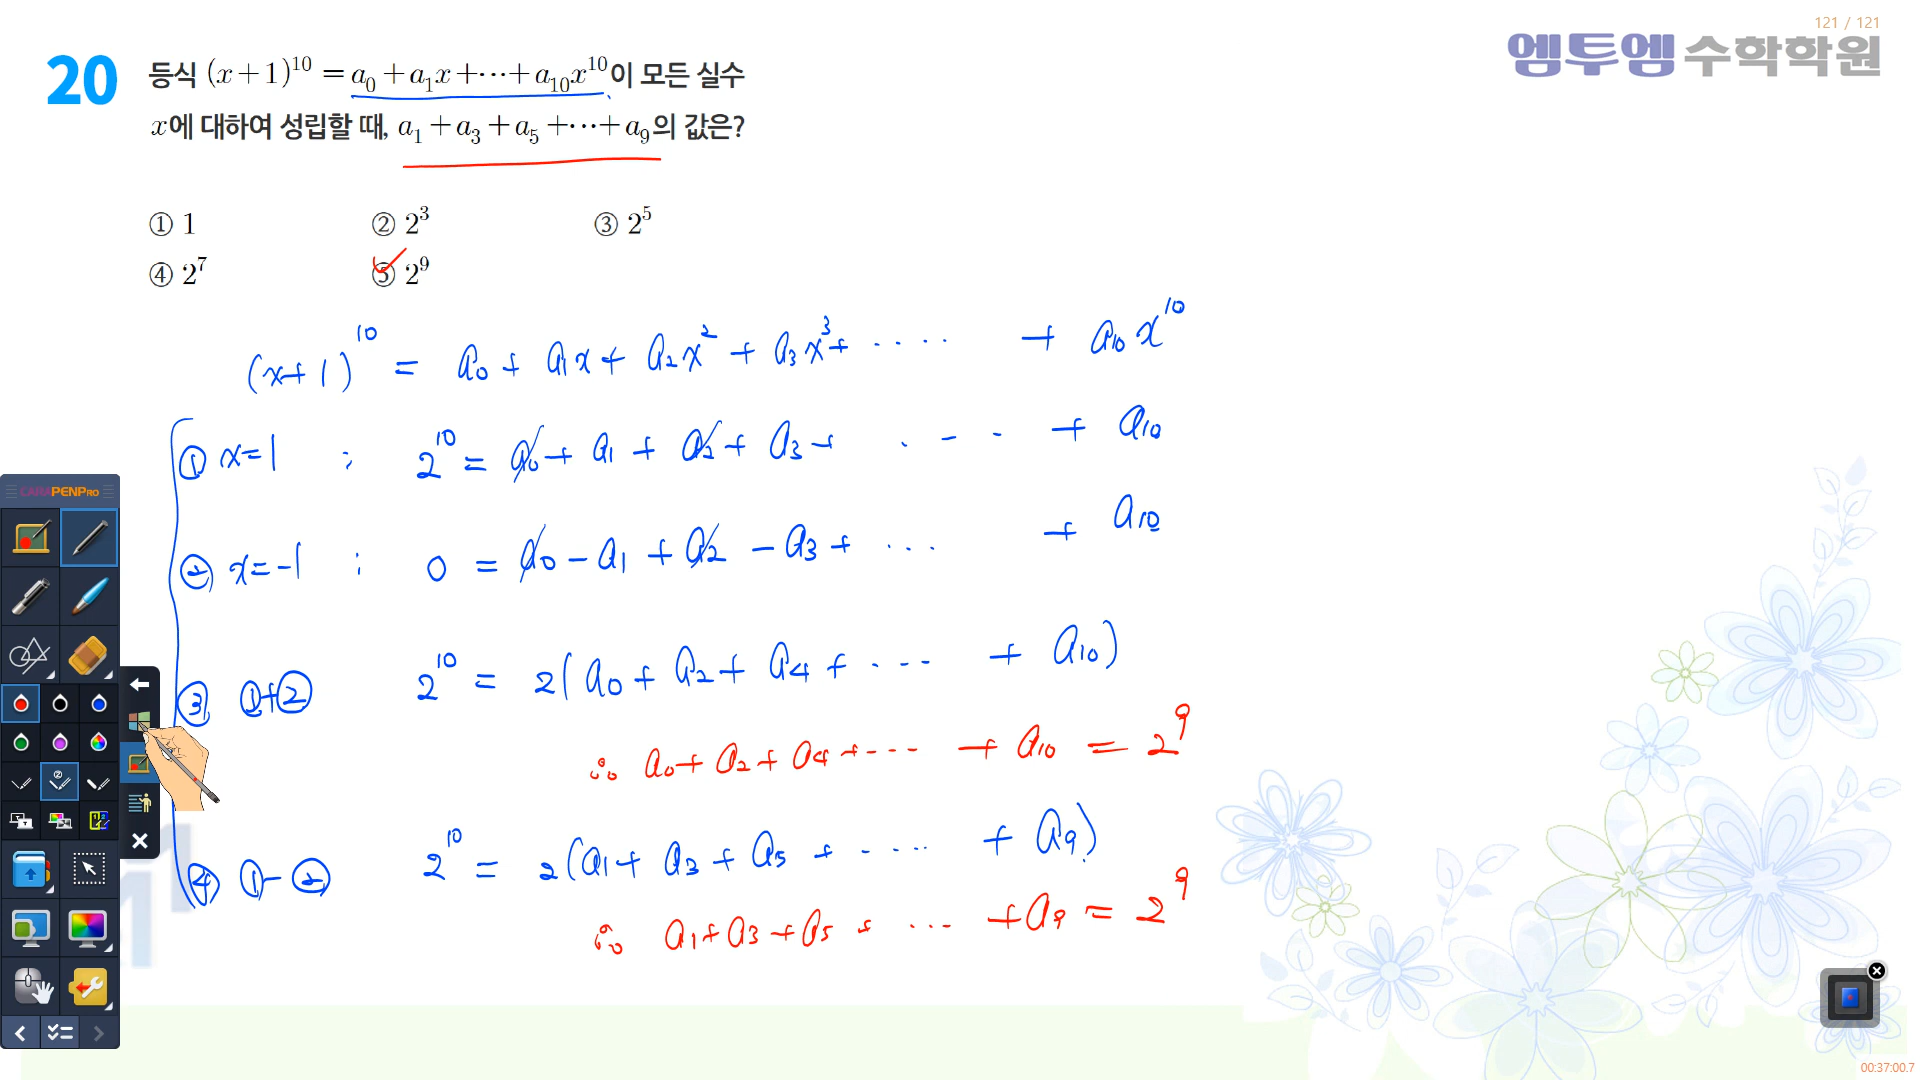 121 / 121
엠투엠 수학학원
20 등식 (x+1)^10 = a_0 + a_1x + ⋯ + a_10x^10 이 모든 실수
x에 대하여 성립할 때, a_1 + a_3 + a_5 + ⋯ + a_9의 값은?
① 1 ② 2^3 ③ 2^5
④ 2^7 ⑤ 2^9
(x+1)^10 = a_0 + a_1x + a_2x^2 + a_3x^3 + ‥‥ + a_10x^10
① x=1 ; 2^10 = a_0 + a_1 + a_2 + a_3 + ‥‥ + a_10
② x=-1 ; 0 = a_0 - a_1 + a_2 - a_3 + ⋯ + a_10
③ ①+② 2^10 = 2(a_0 + a_2 + a_4 + ‥‥ + a_10)
∴ a_0 + a_2 + a_4 + ‥‥ + a_10 = 2^9
④ ①-② 2^10 = 2(a_1 + a_3 + a_5 + ‥‥ + a_9)
∴ a_1 + a_3 + a_5 + ⋯ + a_9 = 2^9
CARAPENPRO
00:37:00.7